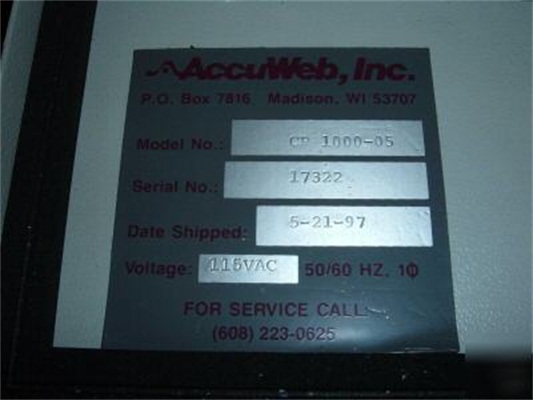 AccuWeb, Inc.
P.O. Box 7816 Madison, WI 53707
Model No.: CP 1000-05
Serial No.: 17322
Date Shipped: 5-21-97
Voltage: 115VAC 50/60 HZ, 1Φ
FOR SERVICE CALL:
(608) 223-0625